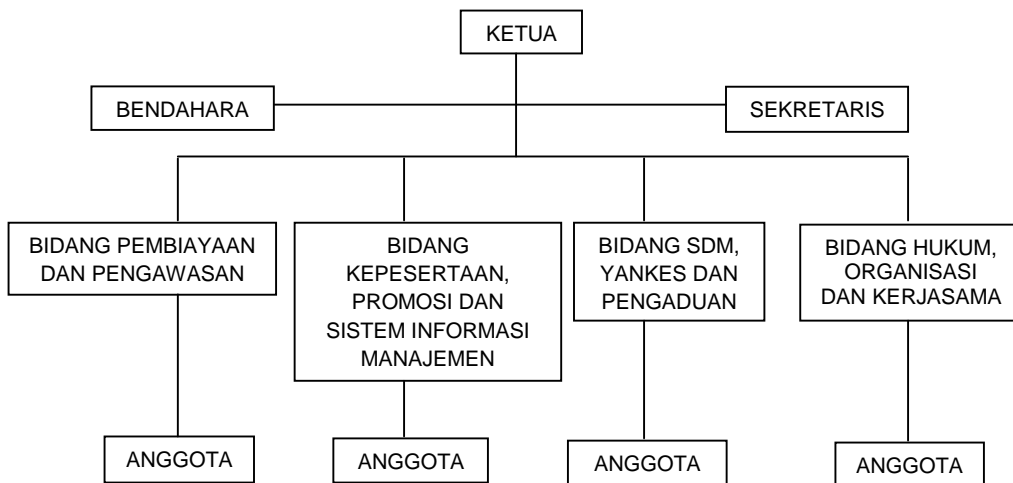 KETUA
BENDAHARA
SEKRETARIS
BIDANG PEMBIAYAAN
DAN PENGAWASAN
BIDANG
KEPESERTAAN,
PROMOSI DAN
SISTEM INFORMASI
MANAJEMEN
BIDANG SDM,
YANKES DAN
PENGADUAN
BIDANG HUKUM,
ORGANISASI
DAN KERJASAMA
ANGGOTA
ANGGOTA
ANGGOTA
ANGGOTA